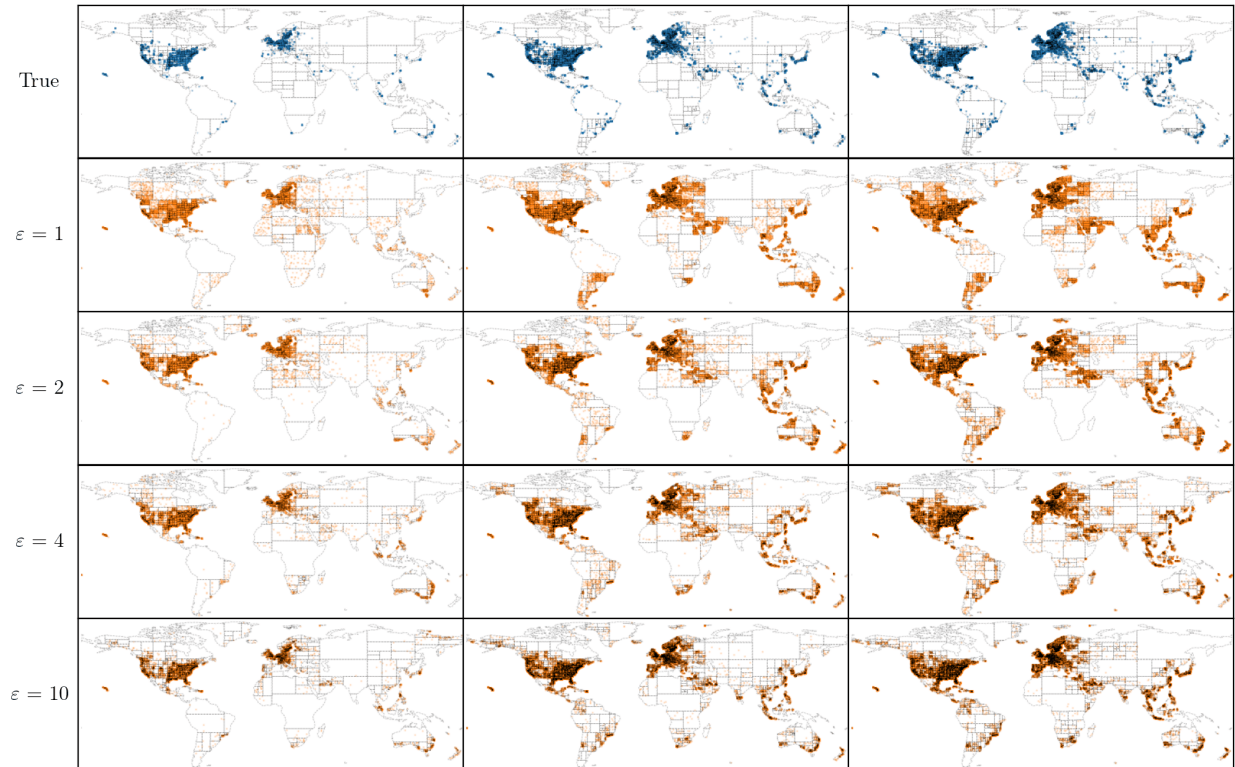 True
ε = 1
ε = 2
ε = 4
ε = 10